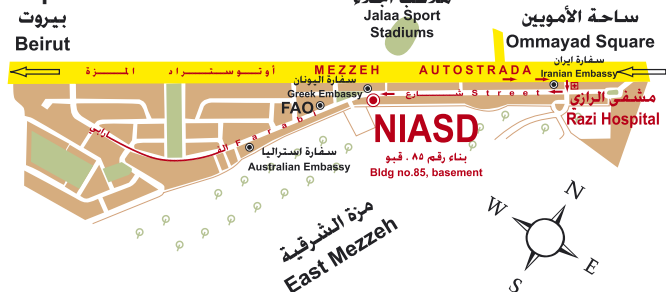 Jalaa Sport
Stadiums
بيروت
Beirut
ساحة الأمويين
Ommayad Square
سفارة ايران
Iranian Embassy
أوتوستراد المزة
MEZZEH AUTOSTRADA
سفارة اليونان
Greek Embassy
شارع Street
مشفى الرازي
Razi Hospital
FAO
NIASD
بناء رقم ٨٥ . قبو
Bldg no.85, basement
الفارابي Farabi
سفارة استراليا
Australian Embassy
مزة الشرقية
East Mezzeh
N
W
E
S